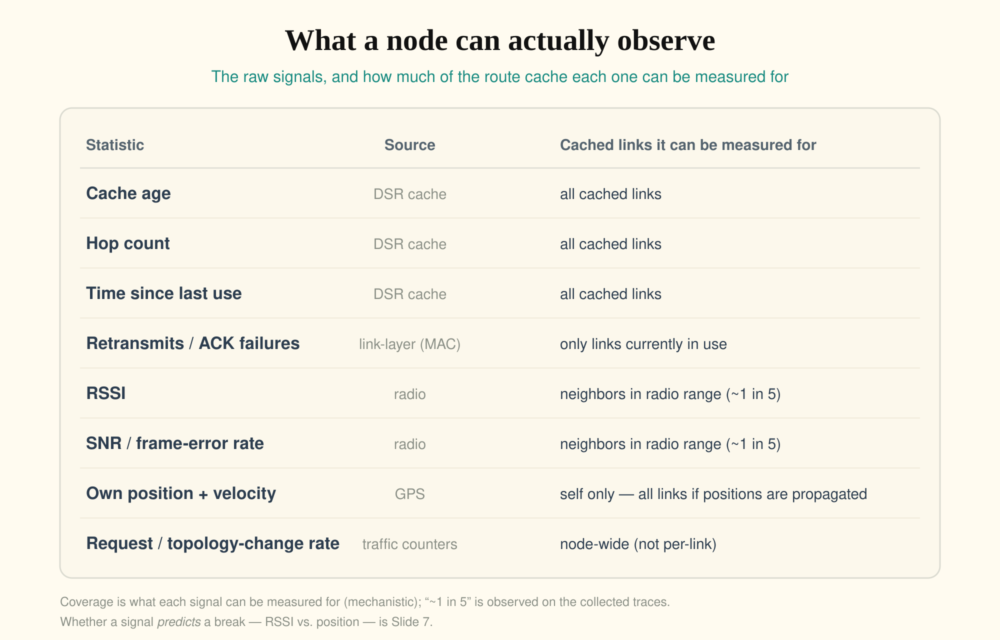 What a node can actually observe
The raw signals, and how much of the route cache each one can be measured for
Statistic Source Cached links it can be measured for
Cache age DSR cache all cached links
Hop count DSR cache all cached links
Time since last use DSR cache all cached links
Retransmits / ACK failures link-layer (MAC) only links currently in use
RSSI radio neighbors in radio range (~1 in 5)
SNR / frame-error rate radio neighbors in radio range (~1 in 5)
Own position + velocity GPS self only — all links if positions are propagated
Request / topology-change rate traffic counters node-wide (not per-link)
Coverage is what each signal can be measured for (mechanistic); “~1 in 5” is observed on the collected traces.
Whether a signal predicts a break — RSSI vs. position — is Slide 7.